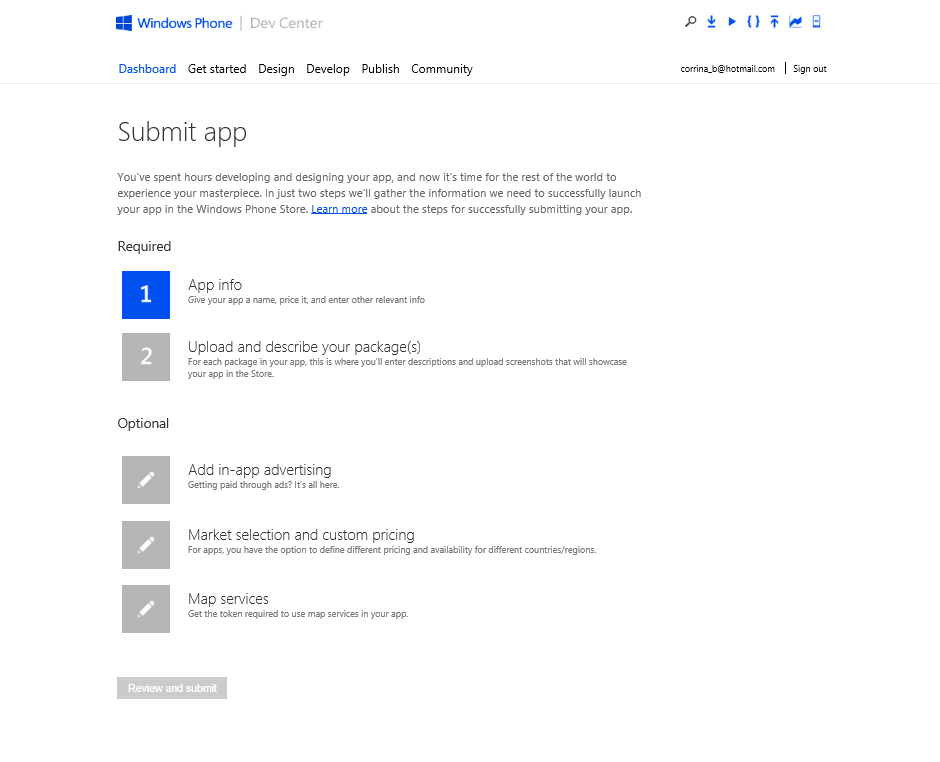 Windows Phone | Dev Center
Dashboard Get started Design Develop Publish Community
corrina_b@hotmail.com | Sign out
Submit app
You've spent hours developing and designing your app, and now it's time for the rest of the world to
experience your masterpiece. In just two steps we'll gather the information we need to successfully launch
your app in the Windows Phone Store. Learn more about the steps for successfully submitting your app.
Required
1
App info
Give your app a name, price it, and enter other relevant info
2
Upload and describe your package(s)
For each package in your app, this is where you'll enter descriptions and upload screenshots that will showcase
your app in the Store.
Optional
Add in-app advertising
Getting paid through ads? It's all here.
Market selection and custom pricing
For apps, you have the option to define different pricing and availability for different countries/regions.
Map services
Get the token required to use map services in your app.
Review and submit